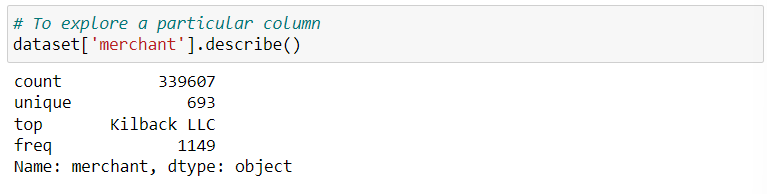 # To explore a particular column
dataset['merchant'].describe()
count 339607
unique 693
top Kilback LLC
freq 1149
Name: merchant, dtype: object